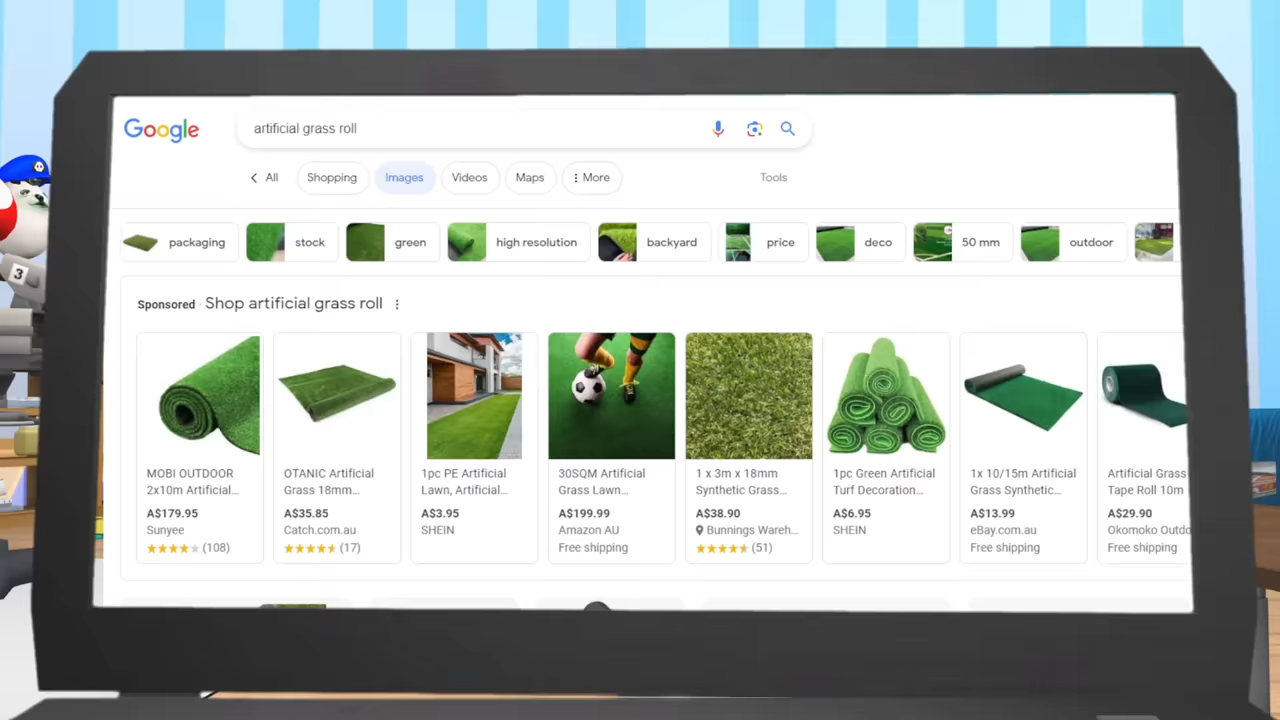 Google
artificial grass roll
All
Shopping
Images
Videos
Maps
More
Tools
packaging
stock
green
high resolution
backyard
price
deco
50 mm
outdoor
Sponsored · Shop artificial grass roll
MOBI OUTDOOR
2x10m Artificial...
A$179.95
Sunyee
(108)
OTANIC Artificial
Grass 18mm...
A$35.85
Catch.com.au
(17)
1pc PE Artificial
Lawn, Artificial...
A$3.95
SHEIN
30SQM Artificial
Grass Lawn...
A$199.99
Amazon AU
Free shipping
1 x 3m x 18mm
Synthetic Grass...
A$38.90
Bunnings Wareh...
(51)
1pc Green Artificial
Turf Decoration...
A$6.95
SHEIN
1x 10/15m Artificial
Grass Synthetic...
A$13.99
eBay.com.au
Free shipping
Artificial Grass
Tape Roll 10m
A$29.90
Okomoko Outdo
Free shipping
3